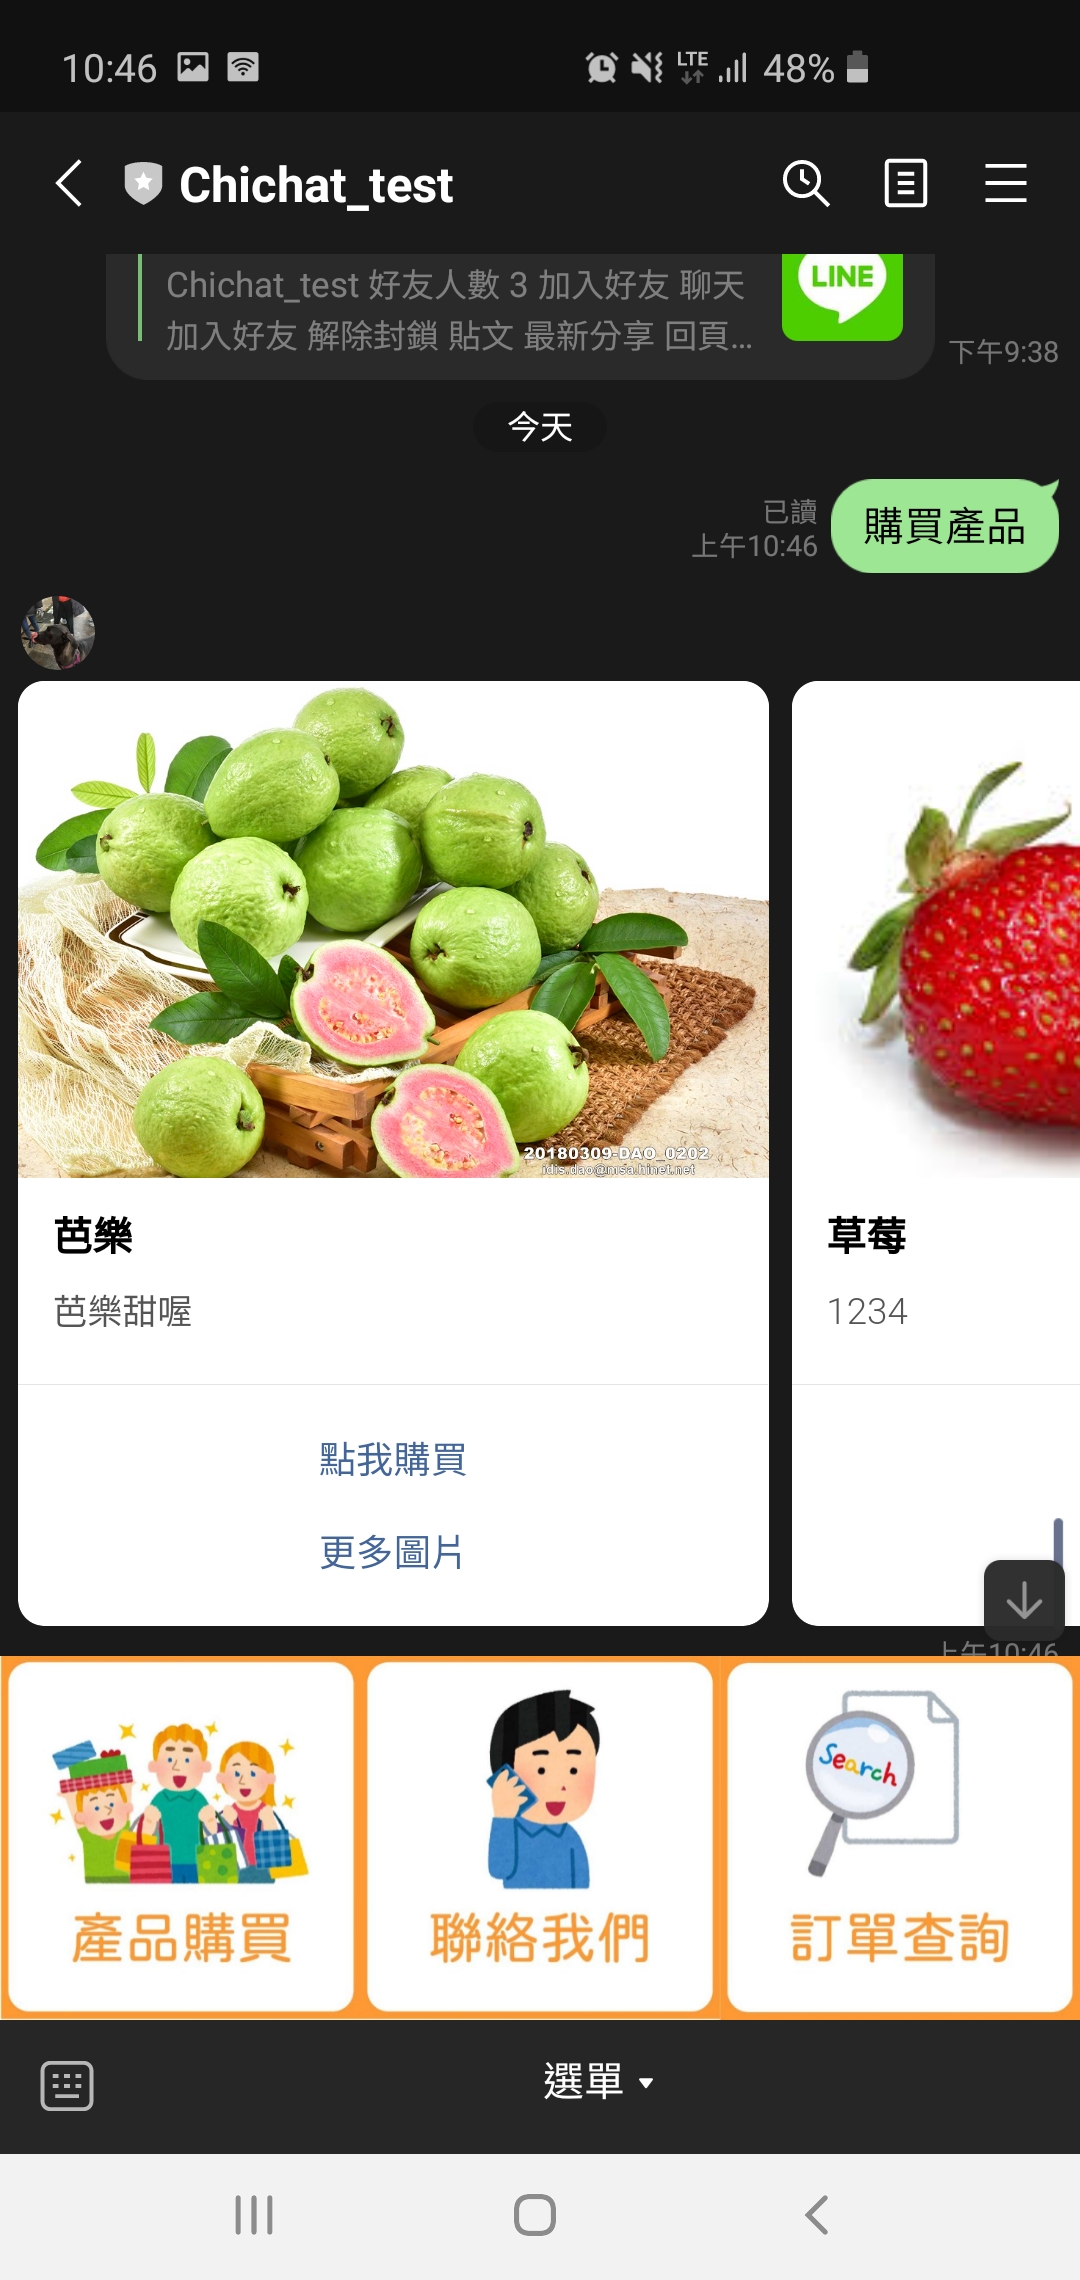 10:46
LTE
48%
Chichat_test
Chichat_test 好友人數 3 加入好友 聊天
加入好友 解除封鎖 貼文 最新分享 回頁...
LINE
下午9:38
今天
已讀
上午10:46
購買產品
20180309-DAO_0202
idis.dao@msa.hinet.net
芭樂
芭樂甜喔
點我購買
更多圖片
草莓
1234
上午10:46
Search
產品購買
聯絡我們
訂單查詢
選單